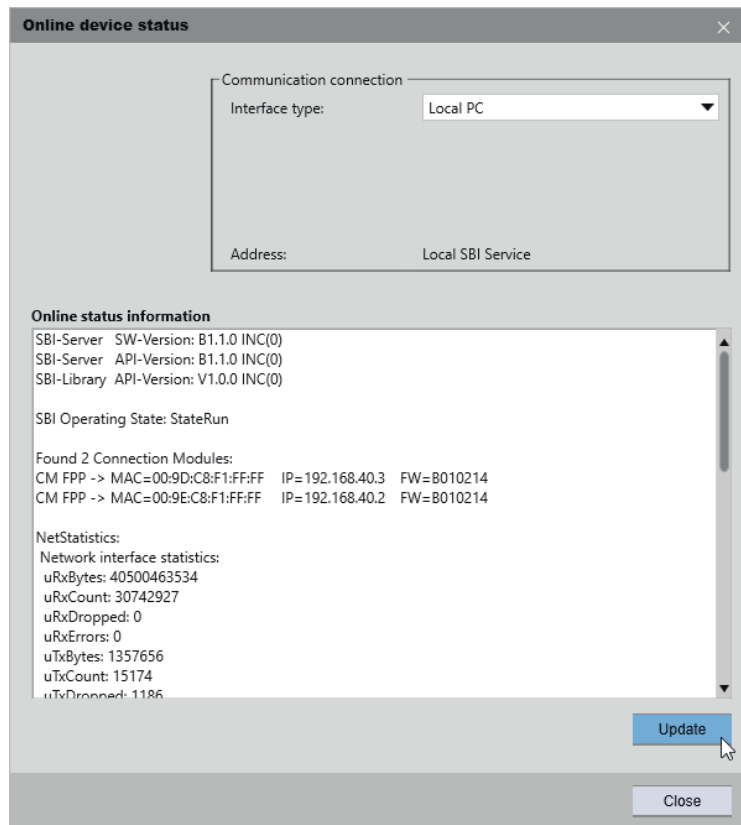 Online device status
Communication connection
Interface type: Local PC
Address: Local SBI Service
Online status information
SBI-Server SW-Version: B1.1.0 INC(0)
SBI-Server API-Version: B1.1.0 INC(0)
SBI-Library API-Version: V1.0.0 INC(0)
SBI Operating State: StateRun
Found 2 Connection Modules:
CM FPP -> MAC=00:9D:C8:F1:FF:FF IP=192.168.40.3 FW=B010214
CM FPP -> MAC=00:9E:C8:F1:FF:FF IP=192.168.40.2 FW=B010214
NetStatistics:
Network interface statistics:
uRxBytes: 40500463534
uRxCount: 30742927
uRxDropped: 0
uRxErrors: 0
uTxBytes: 1357656
uTxCount: 15174
uTxDropped: 1186
Update
Close